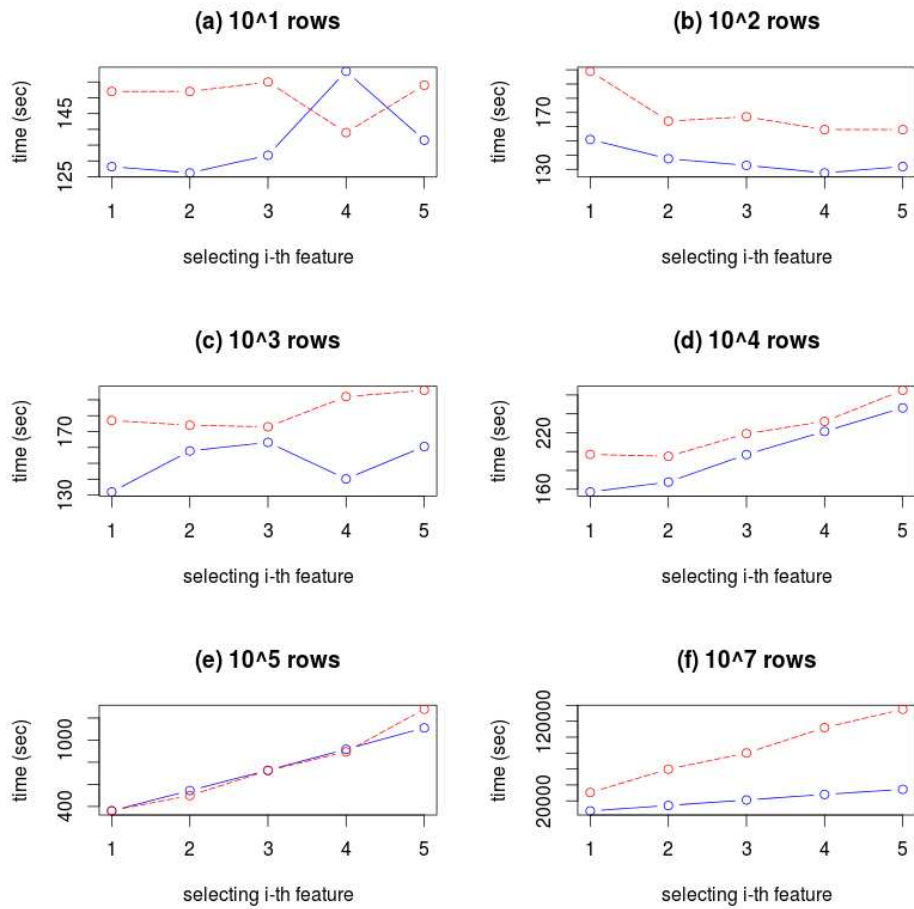 (a) 10^1 rows
time (sec)
125
145
1 2 3 4 5
selecting i-th feature
(b) 10^2 rows
time (sec)
130
170
1 2 3 4 5
selecting i-th feature
(c) 10^3 rows
time (sec)
130
170
1 2 3 4 5
selecting i-th feature
(d) 10^4 rows
time (sec)
160
220
1 2 3 4 5
selecting i-th feature
(e) 10^5 rows
time (sec)
400
1000
1 2 3 4 5
selecting i-th feature
(f) 10^7 rows
time (sec)
20000
120000
1 2 3 4 5
selecting i-th feature